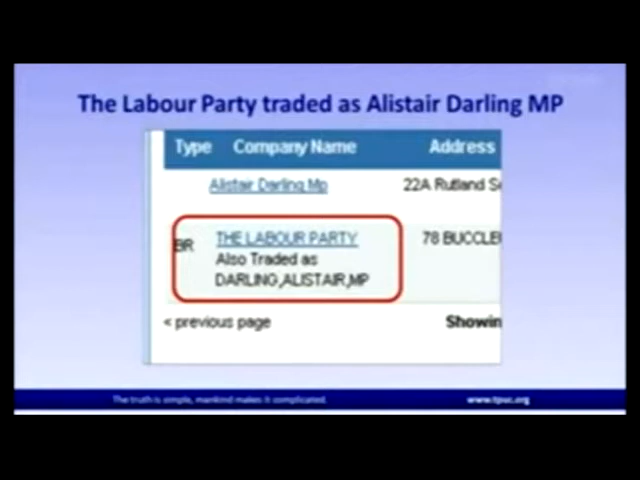 The Labour Party traded as Alistair Darling MP
Type Company Name Address
Alistair Darling Mp 22A Rutland
BR THE LABOUR PARTY 78
Also Traded as
DARLING,ALISTAIR,MP
< previous page
The truth is simple, mankind makes it complicated. www.tpuc.org